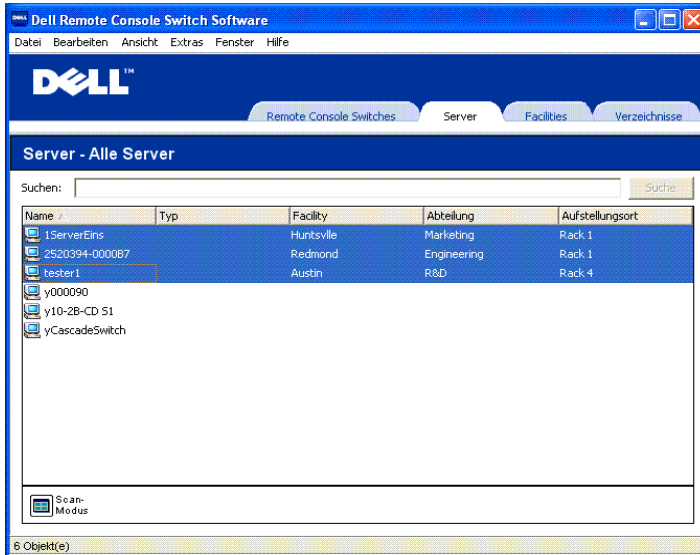 Dell Remote Console Switch Software
Datei Bearbeiten Ansicht Extras Fenster Hilfe
DELL™
Remote Console Switches Server Facilities Verzeichnisse
Server - Alle Server
Suchen: Suche
Name Typ Facility Abteilung Aufstellungsort
1ServerEins Huntsvlle Marketing Rack 1
2520394-0000B7 Redmond Engineering Rack 1
tester1 Austin R&D Rack 4
y000090
y10-2B-CD S1
yCascadeSwitch
Scan-
Modus
6 Objekt(e)